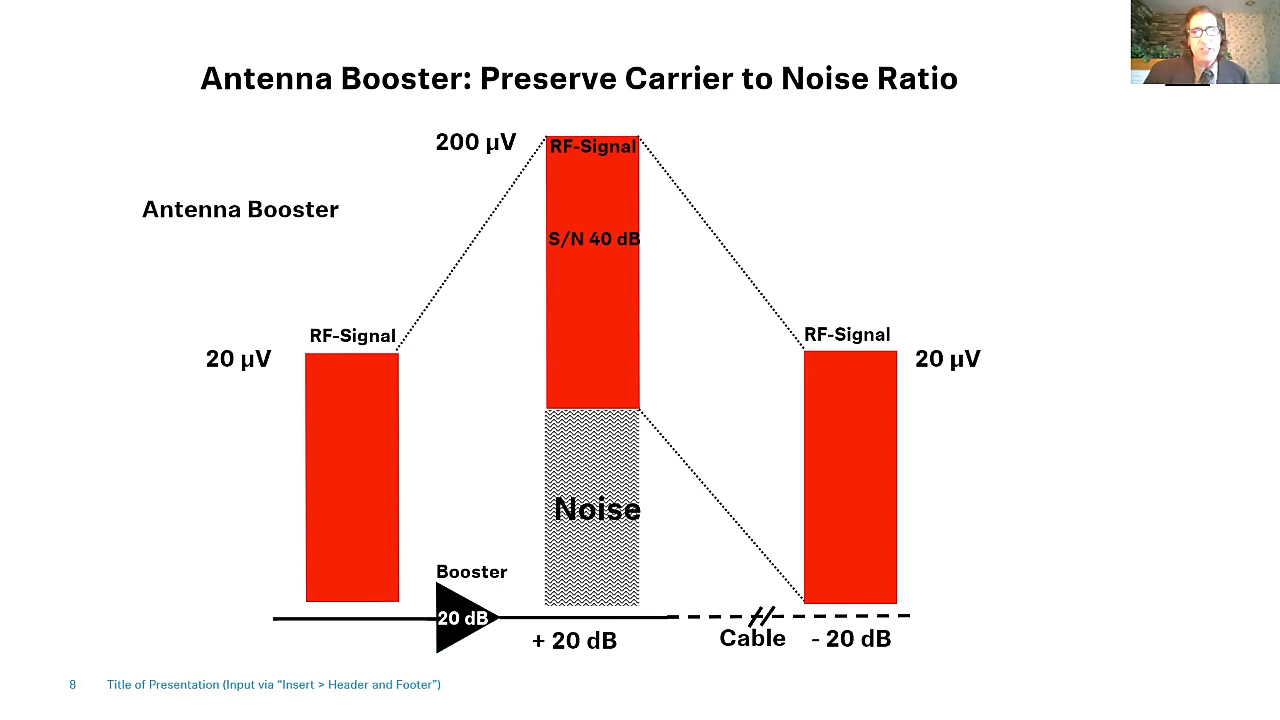 Antenna Booster: Preserve Carrier to Noise Ratio
200 µV
RF-Signal
Antenna Booster
S/N 40 dB
RF-Signal
RF-Signal
20 µV
20 µV
Noise
Booster
20 dB
+ 20 dB
Cable
- 20 dB
8
Title of Presentation (Input via "Insert > Header and Footer")